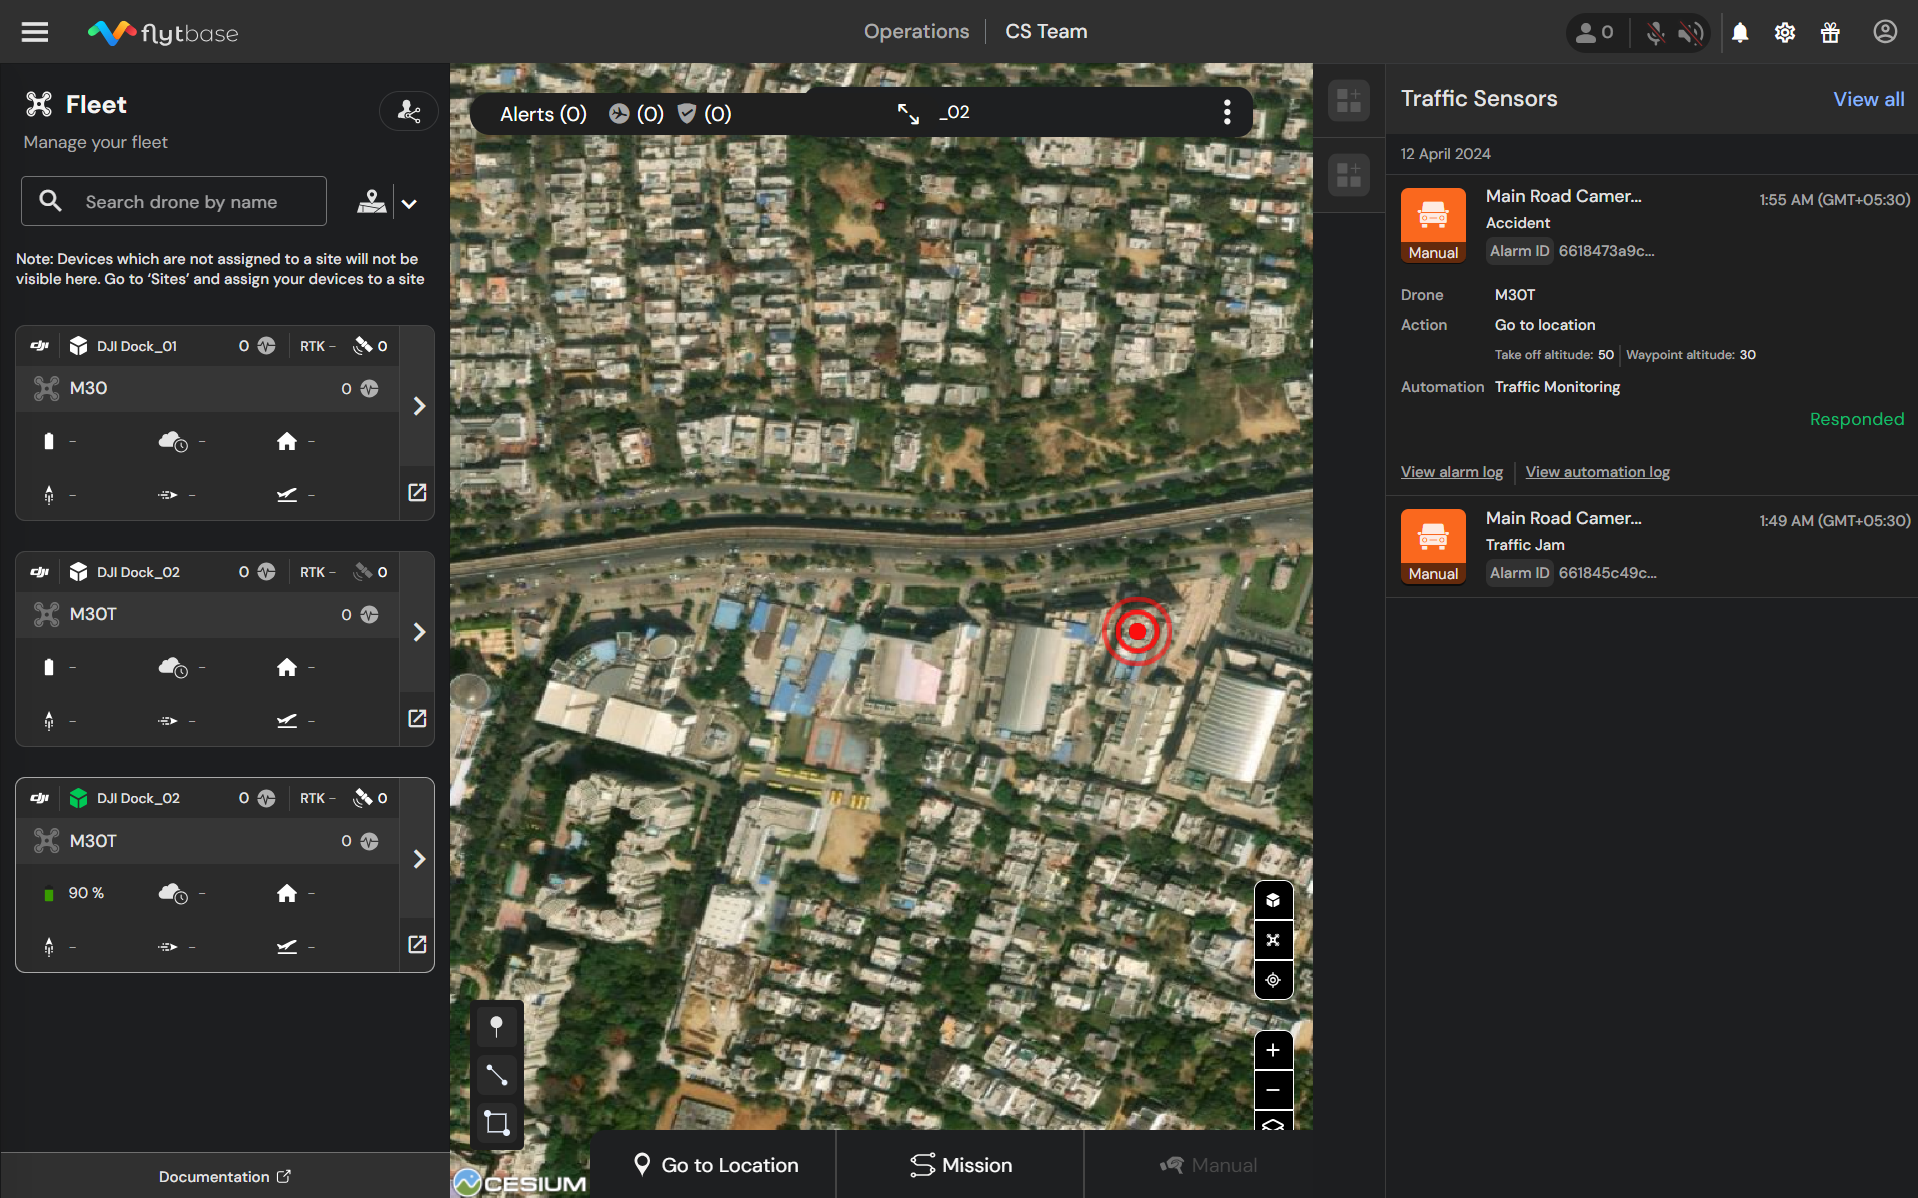 flytbase
Operations
CS Team
0
Fleet
Manage your fleet
Search drone by name
Note: Devices which are not assigned to a site will not be
visible here. Go to ‘Sites’ and assign your devices to a site
dji DJI Dock_01 0 RTK – 0
M30 0
– – –
– – –
dji DJI Dock_02 0 RTK – 0
M30T 0
– – –
– – –
dji DJI Dock_02 0 RTK – 0
M30T 0
90 % – –
– – –
Documentation
Alerts (0) (0) (0)
_02
CESIUM
Go to Location
Mission
Manual
Traffic Sensors
View all
12 April 2024
Main Road Camer...
1:55 AM (GMT+05:30)
Accident
Manual
Alarm ID 6618473a9c...
Drone M30T
Action Go to location
Take off altitude: 50 Waypoint altitude: 30
Automation Traffic Monitoring
Responded
View alarm log View automation log
Main Road Camer...
1:49 AM (GMT+05:30)
Traffic Jam
Manual
Alarm ID 661845c49c...